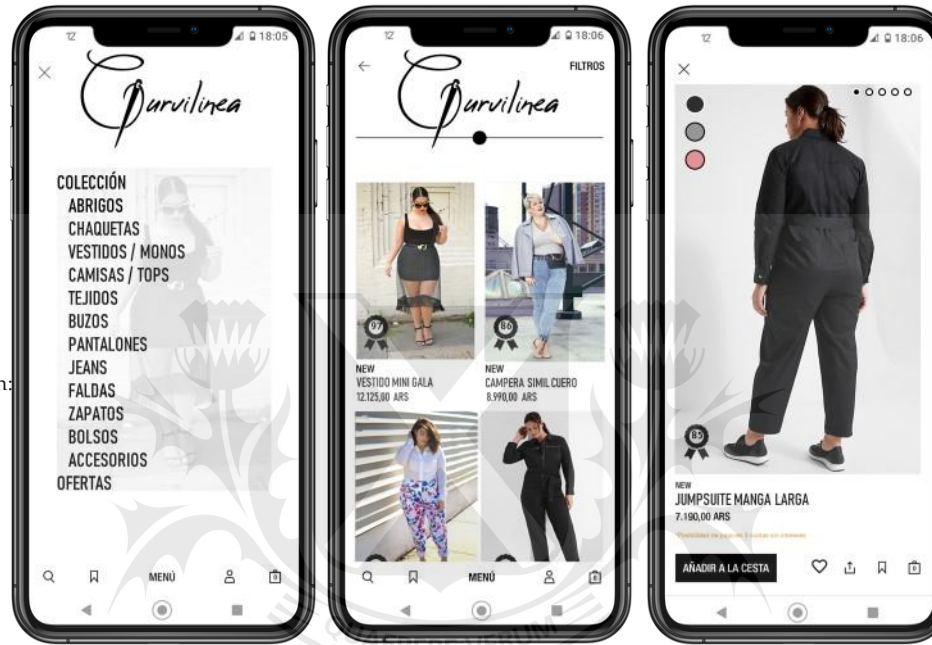 12 18:05
Curvilinea
COLECCIÓN
ABRIGOS
CHAQUETAS
VESTIDOS / MONOS
CAMISAS / TOPS
TEJIDOS
BUZOS
PANTALONES
JEANS
FALDAS
ZAPATOS
BOLSOS
ACCESORIOS
OFERTAS
MENÚ
0
12 18:06
FILTROS
Curvilinea
97
NEW
VESTIDO MINI GALA
12.125,00 ARS
86
NEW
CAMPERA SIMIL CUERO
8.990,00 ARS
MENÚ
12 18:06
85
NEW
JUMPSUITE MANGA LARGA
7.190,00 ARS
AÑADIR A LA CESTA